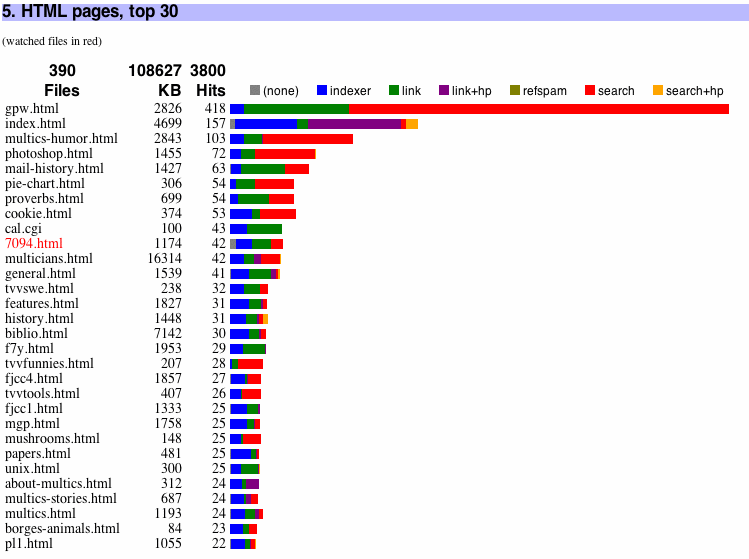 5. HTML pages, top 30
(watched files in red)
390 108627 3800
Files KB Hits (none) indexer link link+hp refspam search search+hp
gpw.html 2826 418
index.html 4699 157
multics-humor.html 2843 103
photoshop.html 1455 72
mail-history.html 1427 63
pie-chart.html 306 54
proverbs.html 699 54
cookie.html 374 53
cal.cgi 100 43
7094.html 1174 42
multicians.html 16314 42
general.html 1539 41
tvvswe.html 238 32
features.html 1827 31
history.html 1448 31
biblio.html 7142 30
f7y.html 1953 29
tvvfunnies.html 207 28
fjcc4.html 1857 27
tvvtools.html 407 26
fjcc1.html 1333 25
mgp.html 1758 25
mushrooms.html 148 25
papers.html 481 25
unix.html 300 25
about-multics.html 312 24
multics-stories.html 687 24
multics.html 1193 24
borges-animals.html 84 23
pl1.html 1055 22